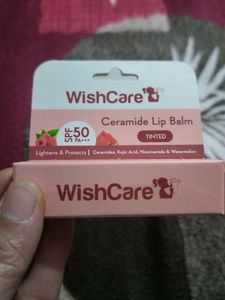 WishCare
Ceramide Lip Balm
SPF 50
PA+++
TINTED
Lightens & Protects | Ceramides, Kojic Acid, Niacinamide & Watermelon
WishCare